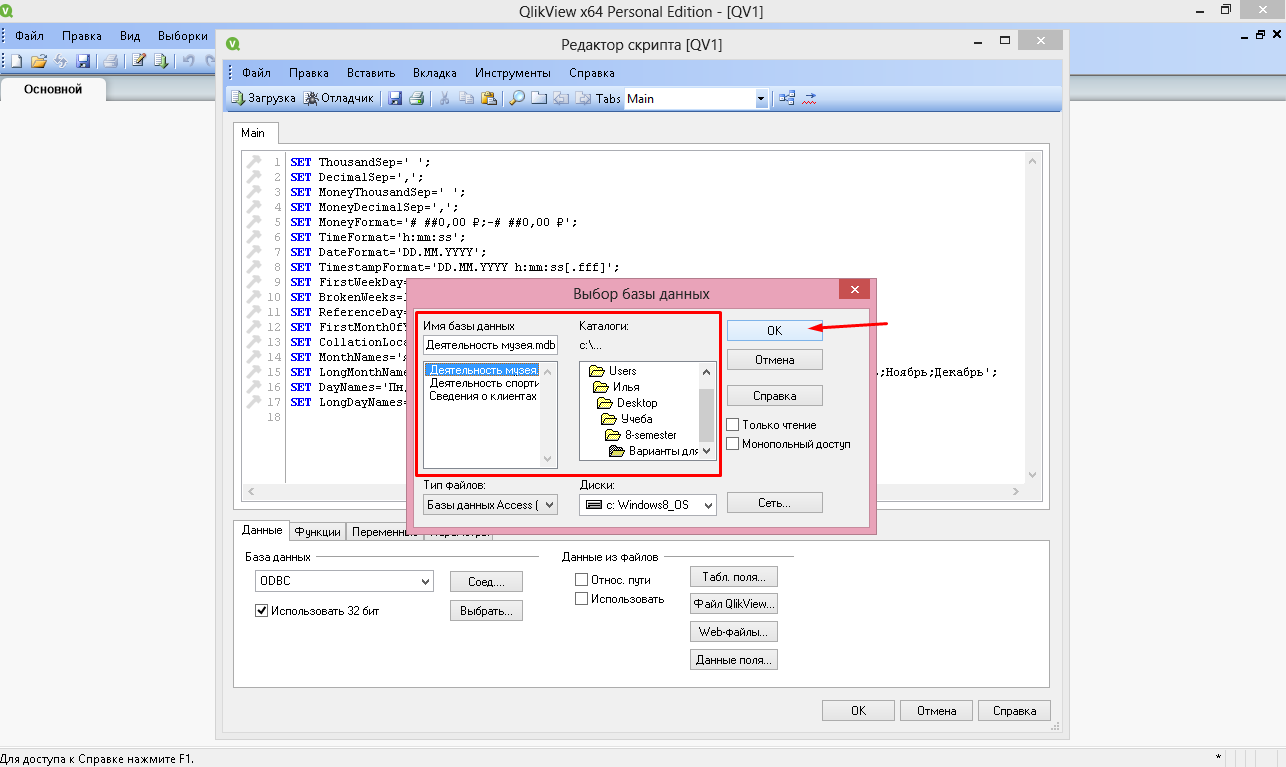 QlikView x64 Personal Edition - [QV1]
Файл Правка Вид Выборки
Основной
Редактор скрипта [QV1]
Файл Правка Вставить Вкладка Инструменты Справка
Загрузка Отладчик Tabs Main
Main
1 SET ThousandSep=' ';
2 SET DecimalSep=',';
3 SET MoneyThousandSep=' ';
4 SET MoneyDecimalSep=',';
5 SET MoneyFormat='# ##0,00 ₽;-# ##0,00 ₽';
6 SET TimeFormat='h:mm:ss';
7 SET DateFormat='DD.MM.YYYY';
8 SET TimestampFormat='DD.MM.YYYY h:mm:ss[.fff]';
9 SET FirstWeekDay=
10 SET BrokenWeeks=
11 SET ReferenceDay=
12 SET FirstMonthOfY
13 SET CollationLoca
14 SET MonthNames='
15 SET LongMonthName ;Ноябрь;Декабрь';
16 SET DayNames='Пн
17 SET LongDayNames=
18
Выбор базы данных
Имя базы данных
Деятельность музея.mdb
Деятельность музея.
Деятельность спорти
Сведения о клиентах
Каталоги:
c:\...
Users
Илья
Desktop
Учеба
8-semester
Варианты для
OK
Отмена
Справка
Только чтение
Монопольный доступ
Тип файлов:
Базы данных Access (
Диски:
c: Windows8_OS
Сеть...
Данные Функции Переменные
База данных
ODBC
Соед....
Использовать 32 бит
Выбрать...
Данные из файлов
Относ. пути
Использовать
Табл. поля...
Файл QlikView...
Web-файлы...
Данные поля...
OK Отмена Справка
Для доступа к Справке нажмите F1.
*